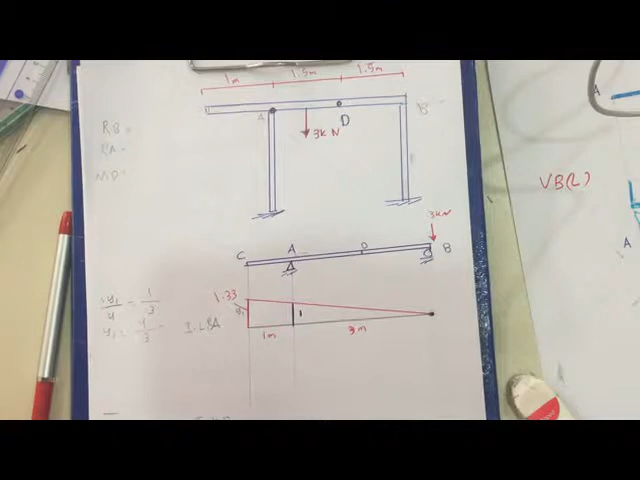 1m 1.5m 1.5m
A B
D
3kN
RB=
RA=
MD=
VB(L)
A
3kN
C A D B
1.33
y₁/4 = 1/3
y₁ = 4/3
y₁
1
I.LRA
1m 3m
A